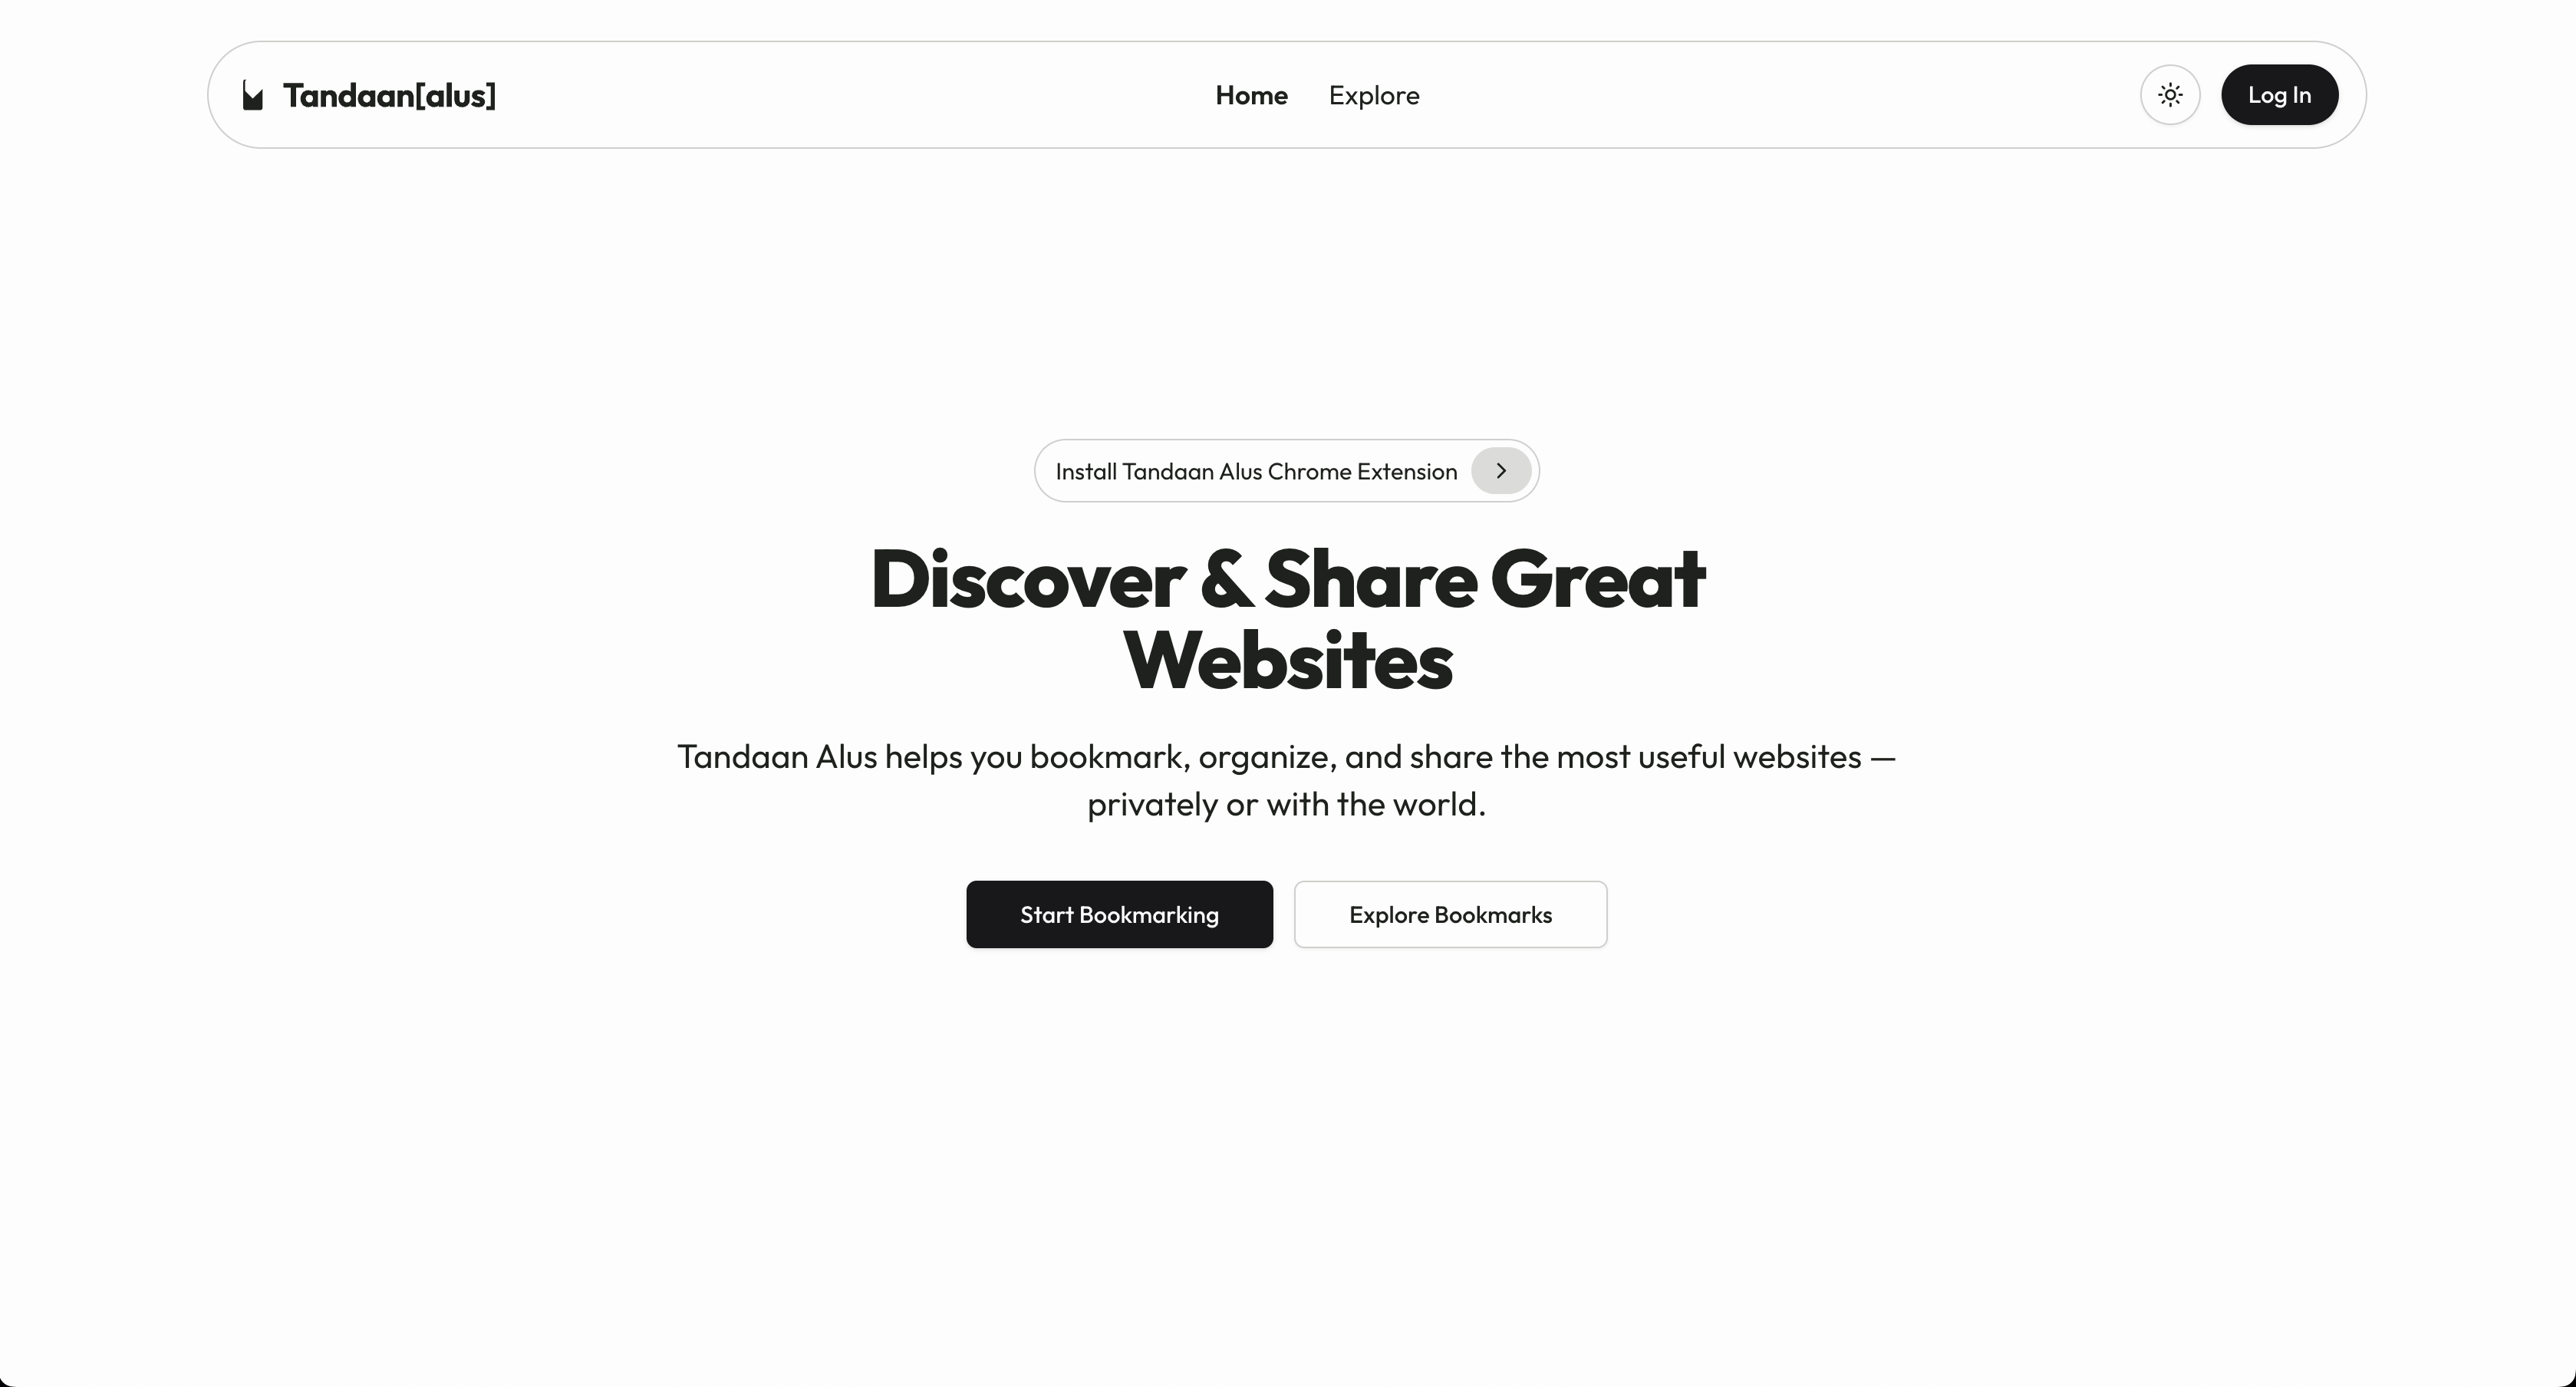 Tandaan[alus]
Home
Explore
Log In
Install Tandaan Alus Chrome Extension
Discover & Share Great
Websites
Tandaan Alus helps you bookmark, organize, and share the most useful websites —
privately or with the world.
Start Bookmarking
Explore Bookmarks